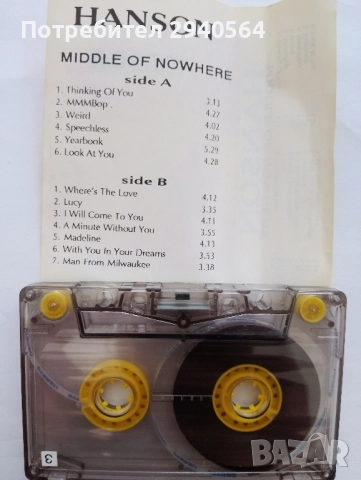 Потребител 2940564
HANSON
MIDDLE OF NOWHERE
side A
1. Thinking Of You 3.13
2. MMMBop . 4.27
3. Weird 4.02
4. Speechless 4.20
5. Yearbook 5.29
6. Look At You 4.28
side B
1. Where's The Love 4.12
2. Lucy 3.35
3. I Will Come To You 4.11
4. A Minute Without You 3.55
5. Madeline 4.13
6. With You In Your Dreams 3.53
7. Man From Milwaukee 3.38
3
BAZAR